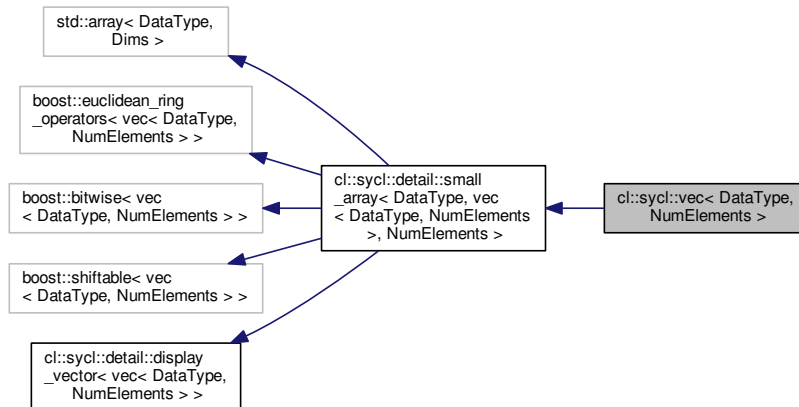 std::array< DataType,
Dims >
boost::euclidean_ring
_operators< vec< DataType,
NumElements > >
boost::bitwise< vec
< DataType, NumElements > >
boost::shiftable< vec
< DataType, NumElements > >
cl::sycl::detail::display
_vector< vec< DataType,
NumElements > >
cl::sycl::detail::small
_array< DataType, vec
< DataType, NumElements
>, NumElements >
cl::sycl::vec< DataType,
NumElements >